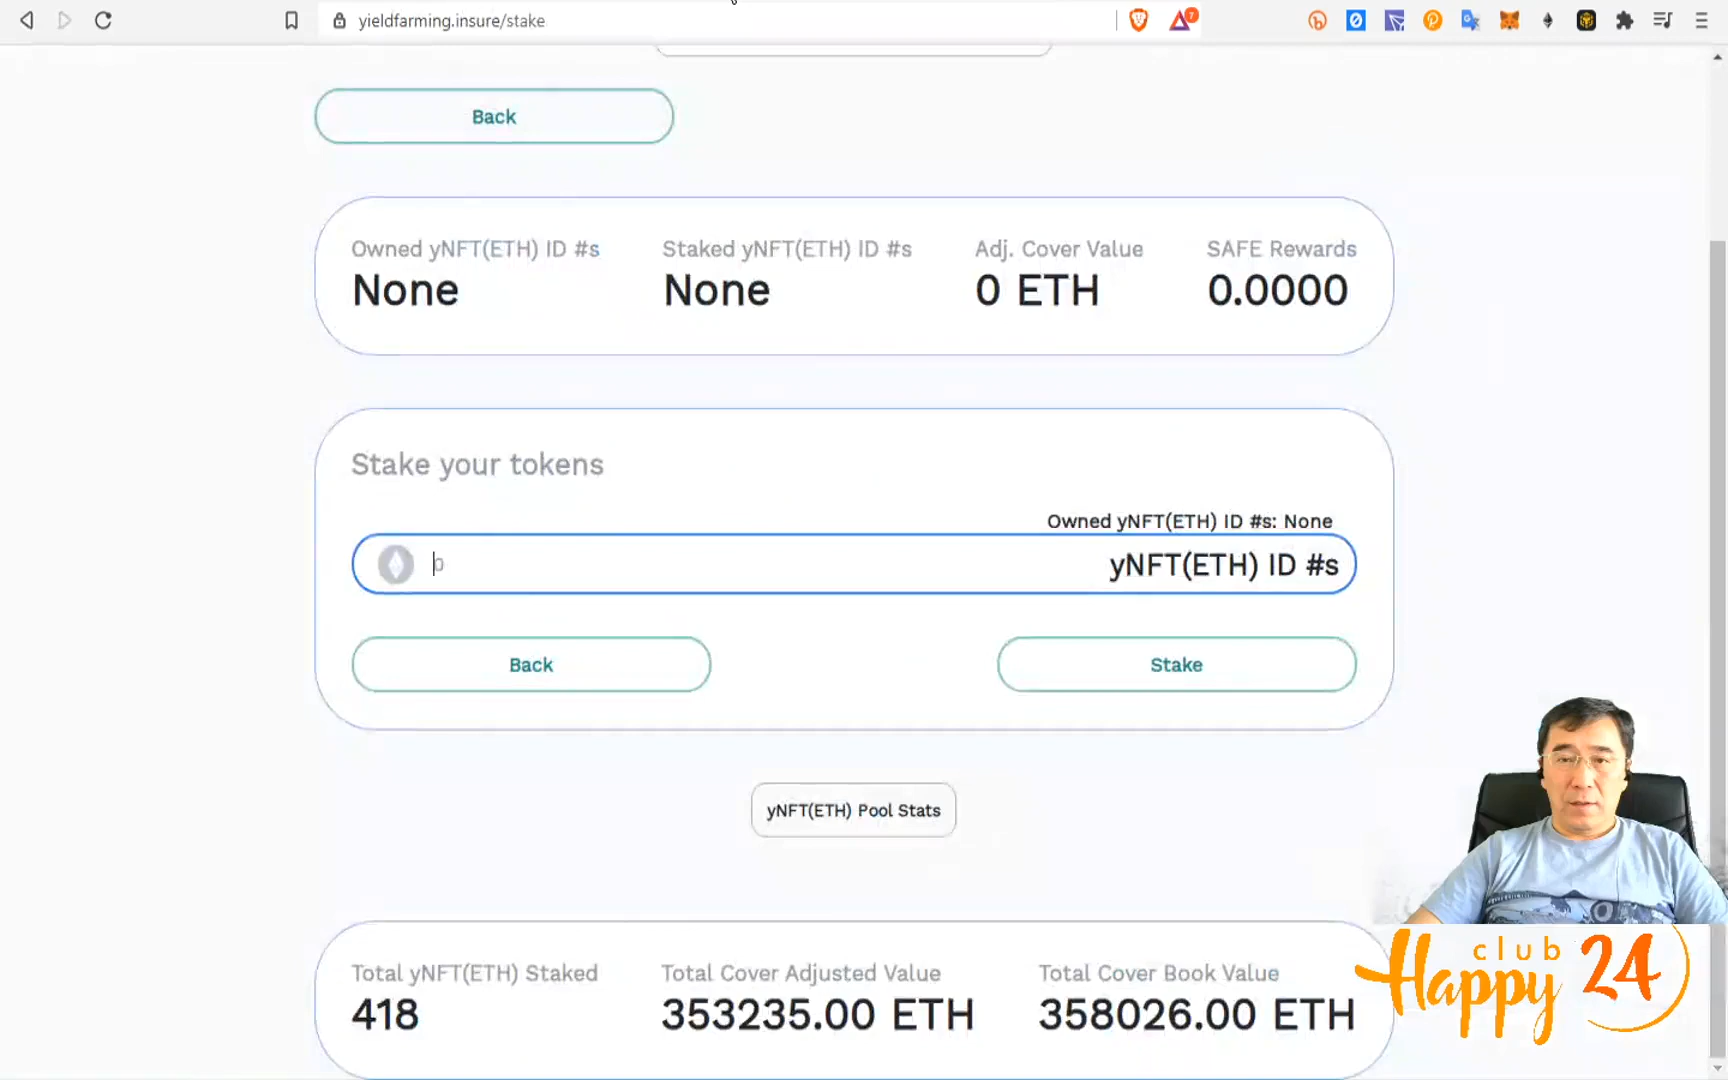 yieldfarming.insure/stake
7
Back
Owned yNFT(ETH) ID #s
None
Staked yNFT(ETH) ID #s
None
Adj. Cover Value
0 ETH
SAFE Rewards
0.0000
Stake your tokens
Owned yNFT(ETH) ID #s: None
0
yNFT(ETH) ID #s
Back
Stake
yNFT(ETH) Pool Stats
Total yNFT(ETH) Staked
418
Total Cover Adjusted Value
353235.00 ETH
Total Cover Book Value
358026.00 ETH
club
Happy 24